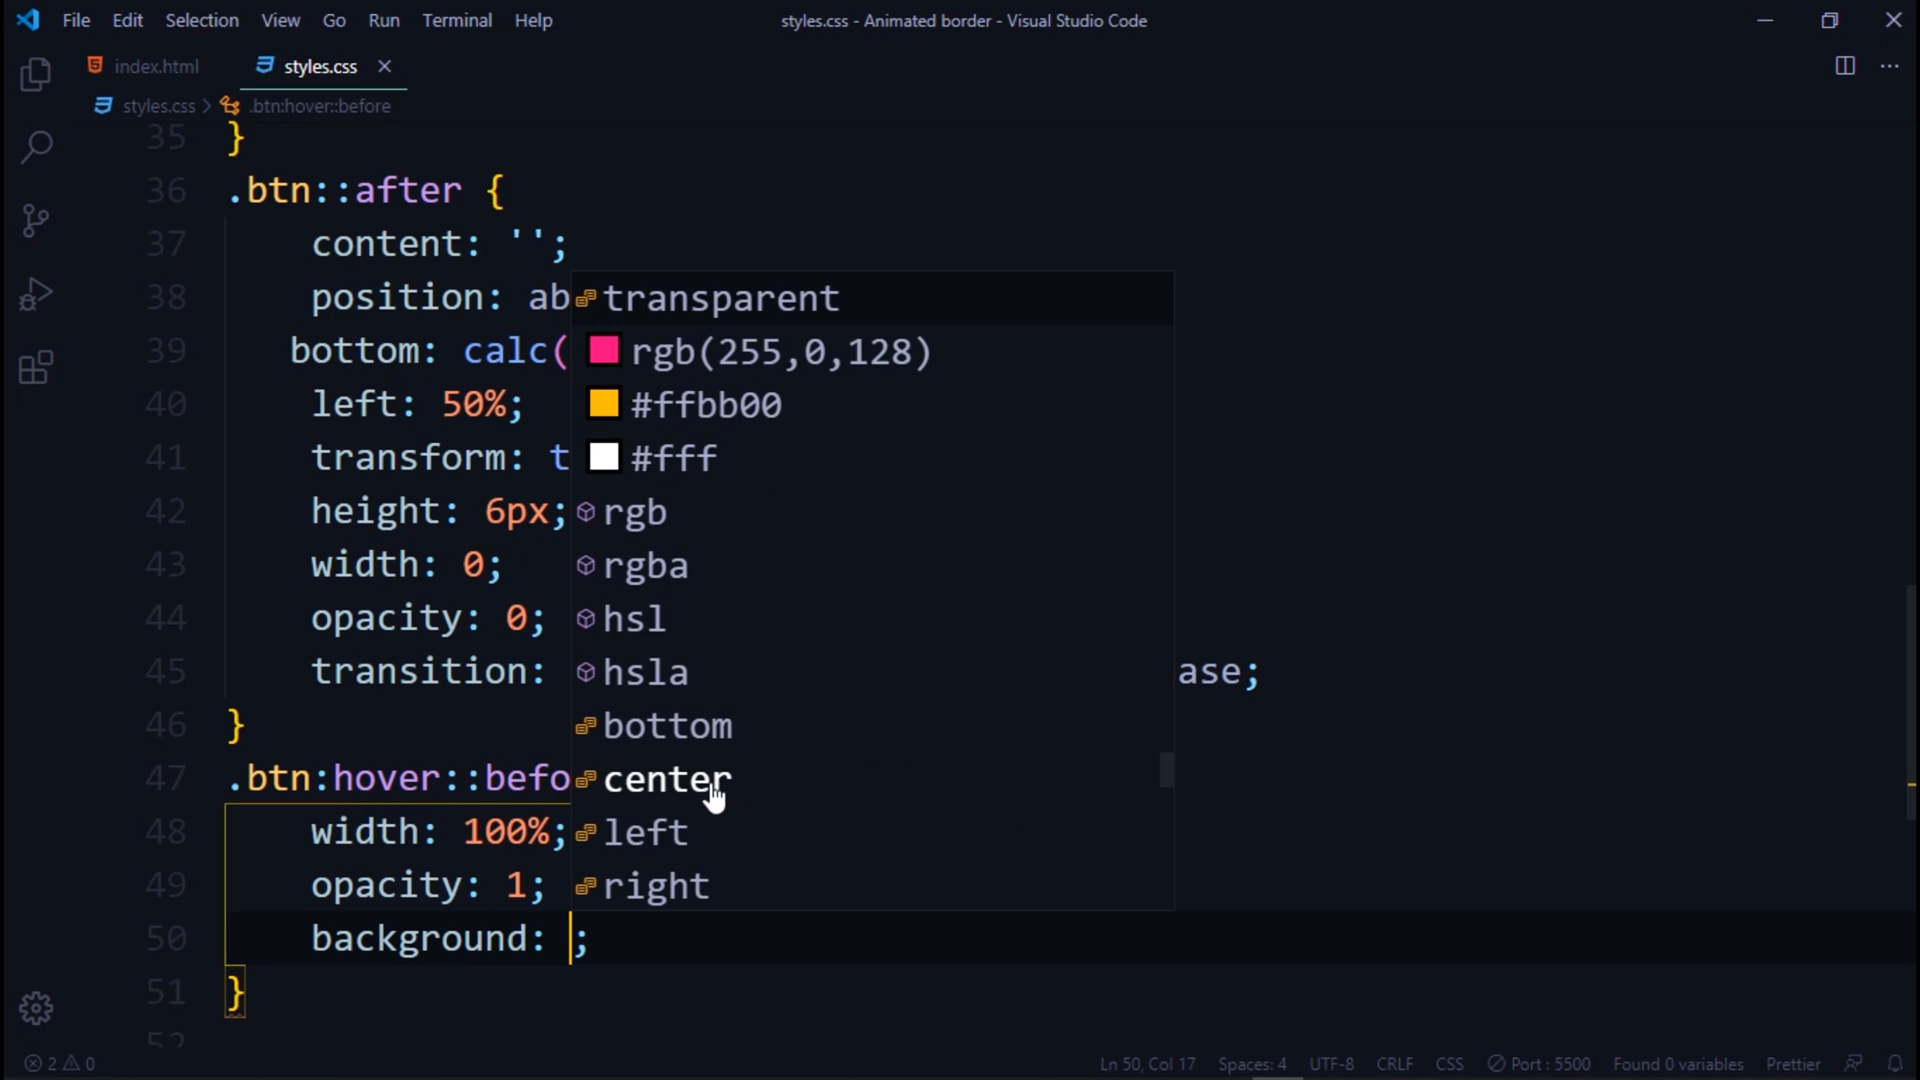 File Edit Selection View Go Run Terminal Help
styles.css - Animated border - Visual Studio Code
index.html styles.css
styles.css > .btn:hover::before
35 }
36 .btn::after {
37 content: '';
38 position: ab
39 bottom: calc(
40 left: 50%;
41 transform: t
42 height: 6px;
43 width: 0;
44 opacity: 0;
45 transition: ase;
46 }
47 .btn:hover::befo
48 width: 100%;
49 opacity: 1;
50 background: ;
51 }
52
transparent
rgb(255,0,128)
#ffbb00
#fff
rgb
rgba
hsl
hsla
bottom
center
left
right
2 0 Ln 50, Col 17 Spaces: 4 UTF-8 CRLF CSS Port : 5500 Found 0 variables Prettier